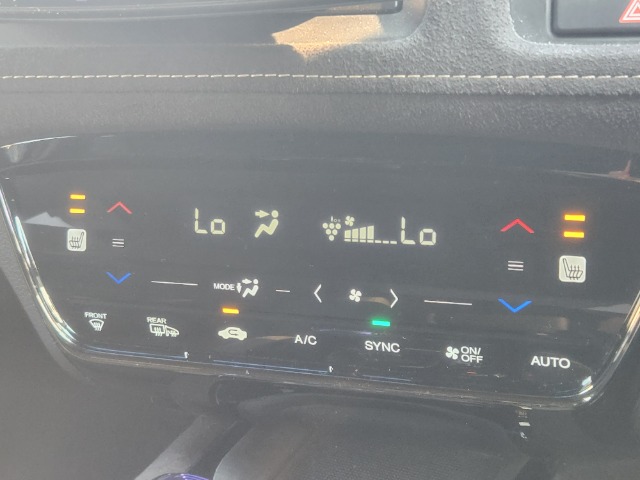 Lo
Lo
MODE
FRONT
REAR
A/C
SYNC
ON/
OFF
AUTO